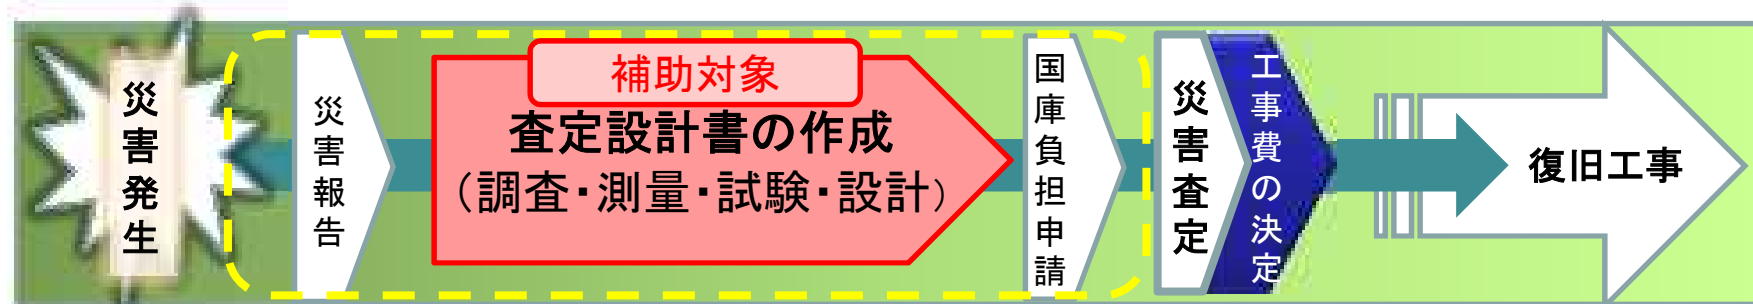 災害発生
災害報告
補助対象
査定設計書の作成
（調査・測量・試験・設計）
国庫負担申請
災害査定
工事費の決定
復旧工事